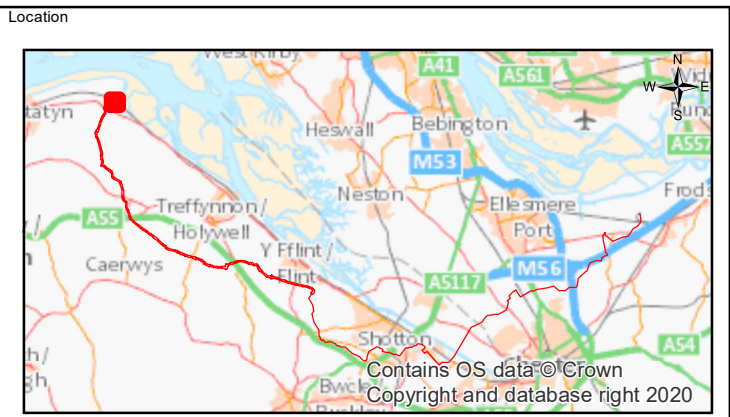 Location
West Kirby
A41
A561
N
W
E
S
tatyn
Heswall
Bebington
A557
M53
Neston
Treffynnon /
Holywell
Ellesmere
Port
Frods
A55
Y Fflint /
Flint
Caerwys
A5117
M56
Shotton
A54
Contains OS data © Crown
Copyright and database right 2020